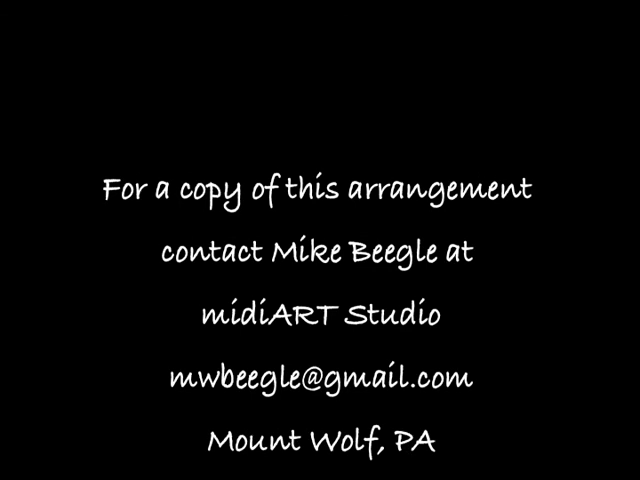 For a copy of this arrangement
contact Mike Beegle at
midiART Studio
mwbeegle@gmail.com
Mount Wolf, PA